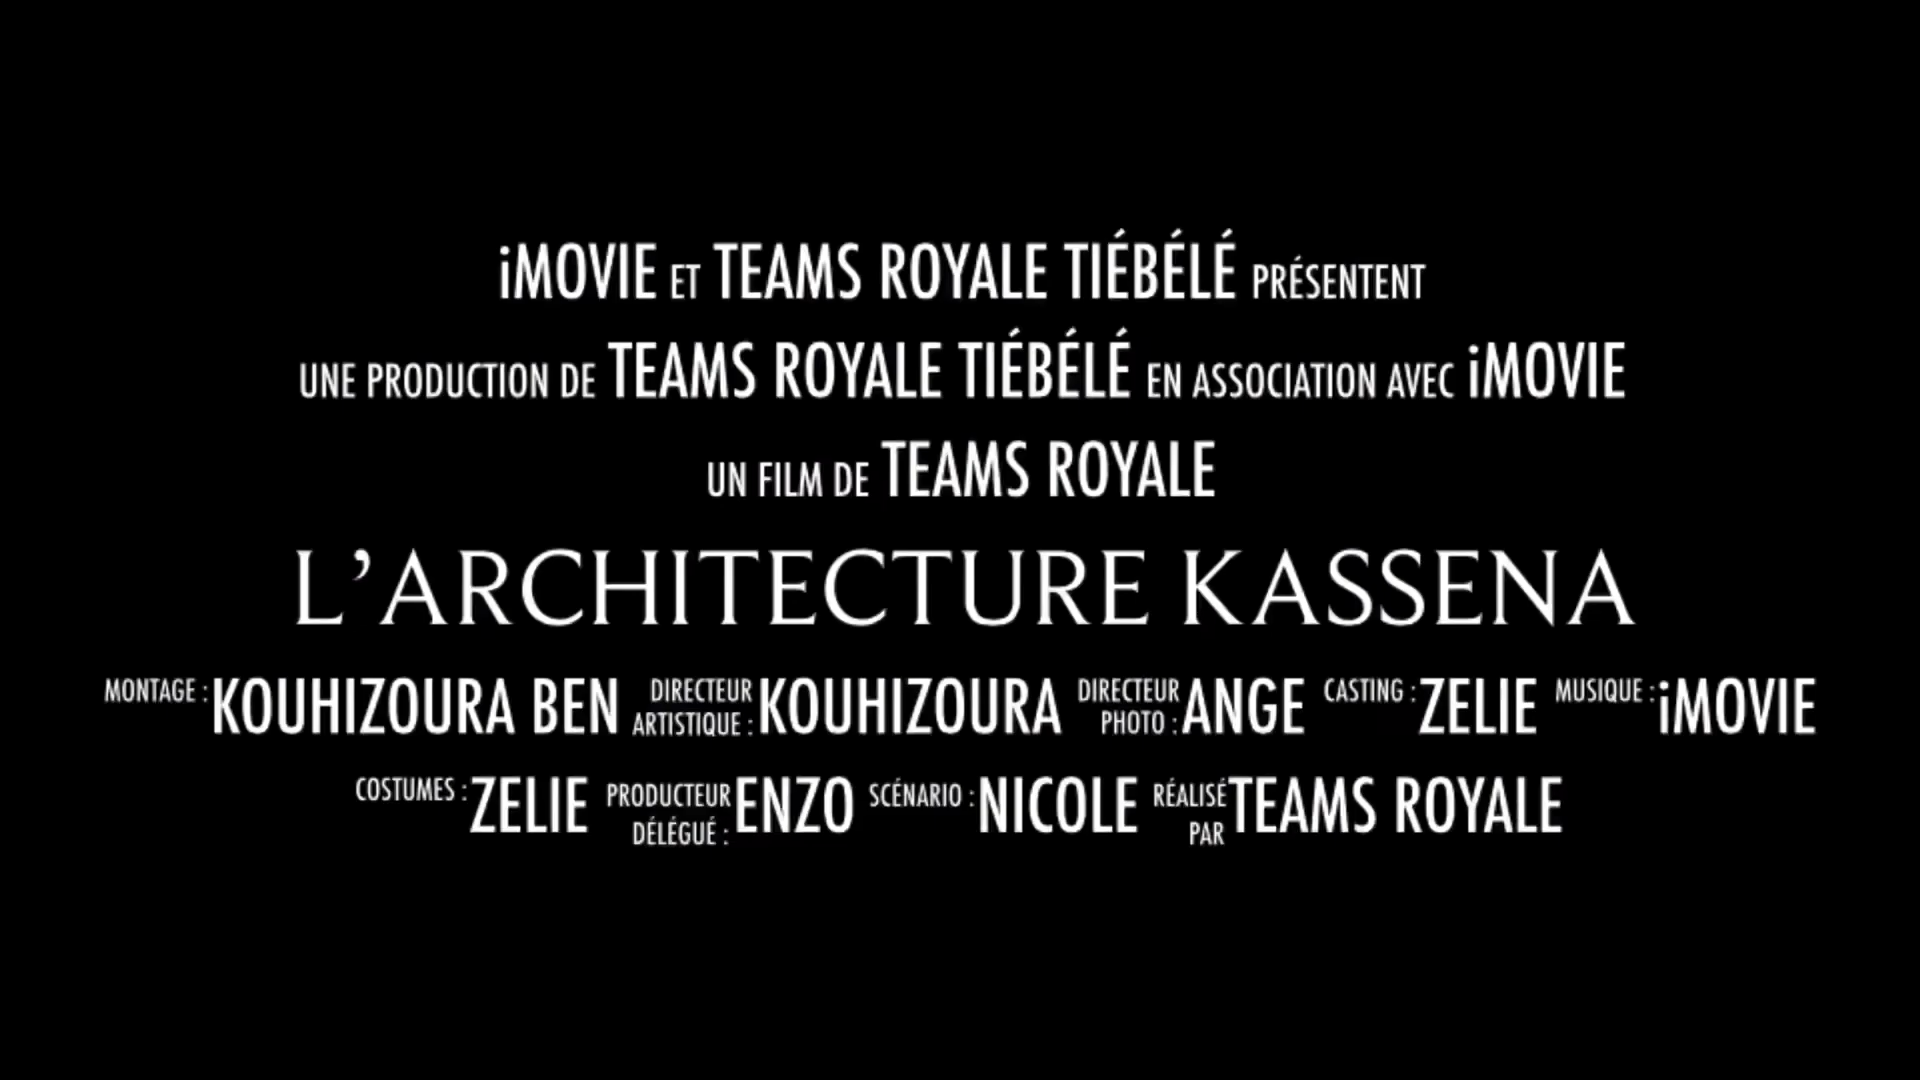 iMOVIE ET TEAMS ROYALE TIÉBÉLÉ PRÉSENTENT
UNE PRODUCTION DE TEAMS ROYALE TIÉBÉLÉ EN ASSOCIATION AVEC iMOVIE
UN FILM DE TEAMS ROYALE
L’ARCHITECTURE KASSENA
MONTAGE : KOUHIZOURA BEN DIRECTEUR ARTISTIQUE : KOUHIZOURA DIRECTEUR PHOTO : ANGE CASTING : ZELIE MUSIQUE : iMOVIE
COSTUMES : ZELIE PRODUCTEUR DÉLÉGUÉ : ENZO SCÉNARIO : NICOLE RÉALISÉ PAR TEAMS ROYALE